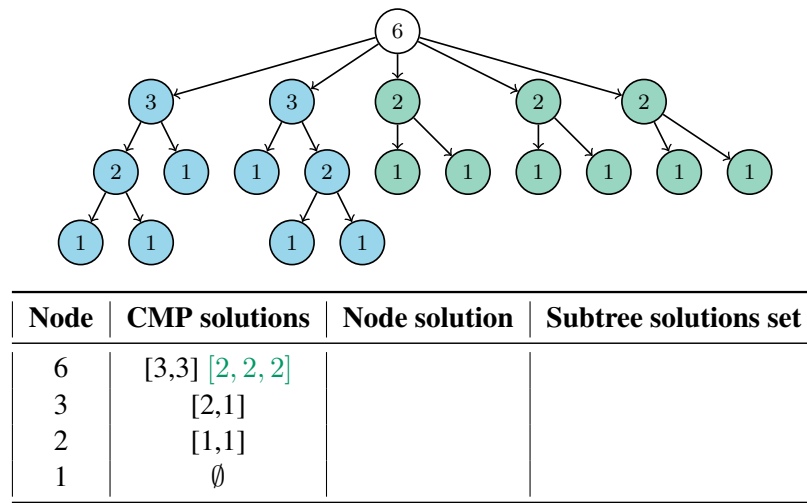 6
3 3 2 2 2
2 1 1 2 1 1 1 1 1 1
1 1 1 1
Node CMP solutions Node solution Subtree solutions set
6 [3,3] [2, 2, 2]
3 [2,1]
2 [1,1]
1 ∅